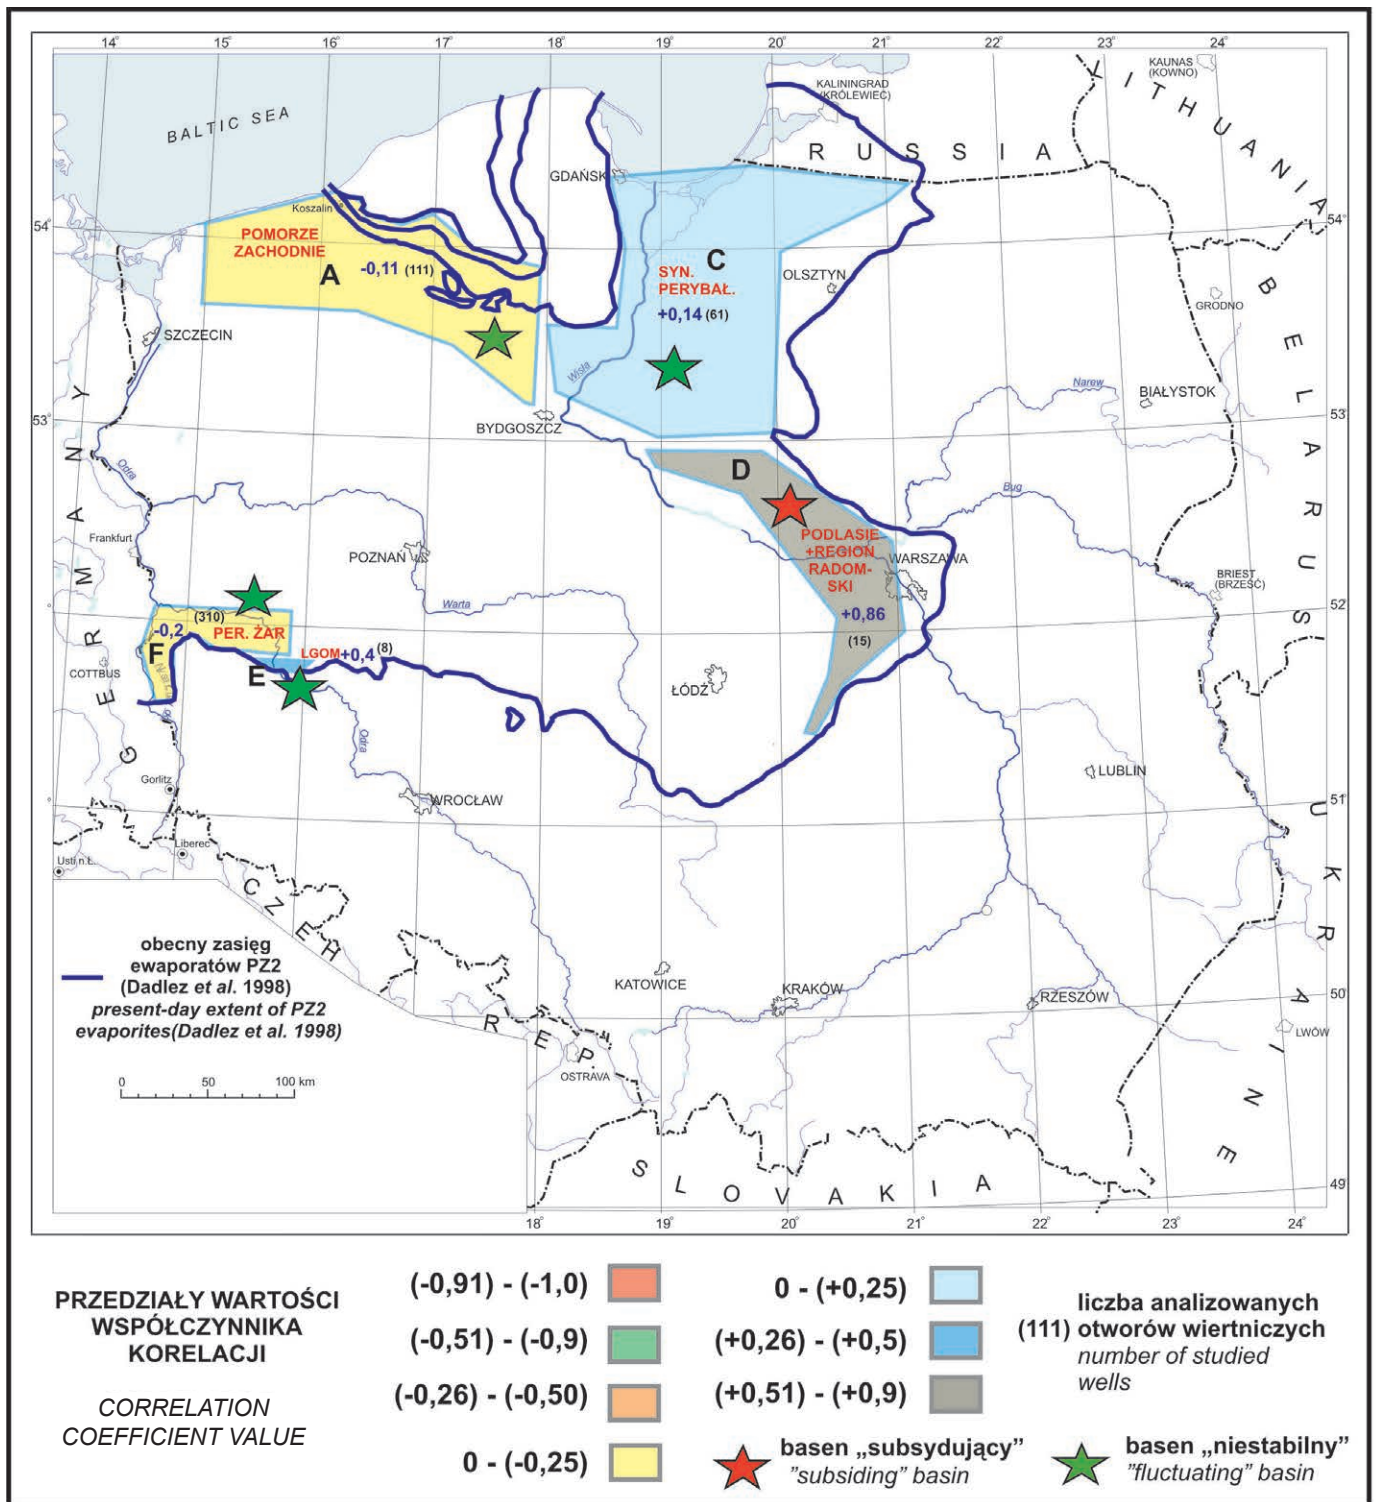 14° 15° 16° 17° 18° 19° 20° 21° 22° 23° 24°
KAUNAS
(KOWNO)
LITHUANIA
KALININGRAD
(KRÓLEWIEC)
BALTIC SEA
RUSSIA
GDAŃSK
Koszalin
54°
54°
POMORZE
ZACHODNIE
A
-0,11 (111)
C
SYN.
PERYBAŁ.
+0,14 (61)
OLSZTYN
GRODNO
BELARUS
SZCZECIN
Wisła
Narew
BIAŁYSTOK
53°
53°
BYDGOSZCZ
GERMANY
Odra
D
Bug
Frankfurt
POZNAŃ
PODLASIE
+REGION
RADOM-
SKI
WARSZAWA
BRIEST
(BRZEŚĆ)
Warta
52°
52°
+0,86
(15)
(310)
-0,2
PER. ŻAR
F
LGOM +0,4 (8)
E
COTTBUS
ŁÓDŹ
Odra
Gorlitz
LUBLIN
WROCŁAW
51°
Liberec
Usti n.Ł.
UKRAINE
CZEH
REP.
obecny zasięg
ewaporatów PZ2
(Dadlez et al. 1998)
present-day extent of PZ2
evaporites(Dadlez et al. 1998)
KATOWICE
KRAKÓW
RZESZÓW
50°
LWÓW
OSTRAVA
0 50 100 km
SLOVAKIA
49°
18° 19° 20° 21° 22° 23° 24°
PRZEDZIAŁY WARTOŚCI
WSPÓŁCZYNNIKA
KORELACJI
CORRELATION
COEFFICIENT VALUE
(-0,91) - (-1,0)
(-0,51) - (-0,9)
(-0,26) - (-0,50)
0 - (-0,25)
0 - (+0,25)
(+0,26) - (+0,5)
(+0,51) - (+0,9)
(111) liczba analizowanych
otworów wiertniczych
number of studied
wells
basen „subsydujący”
”subsiding” basin
basen „niestabilny”
”fluctuating” basin